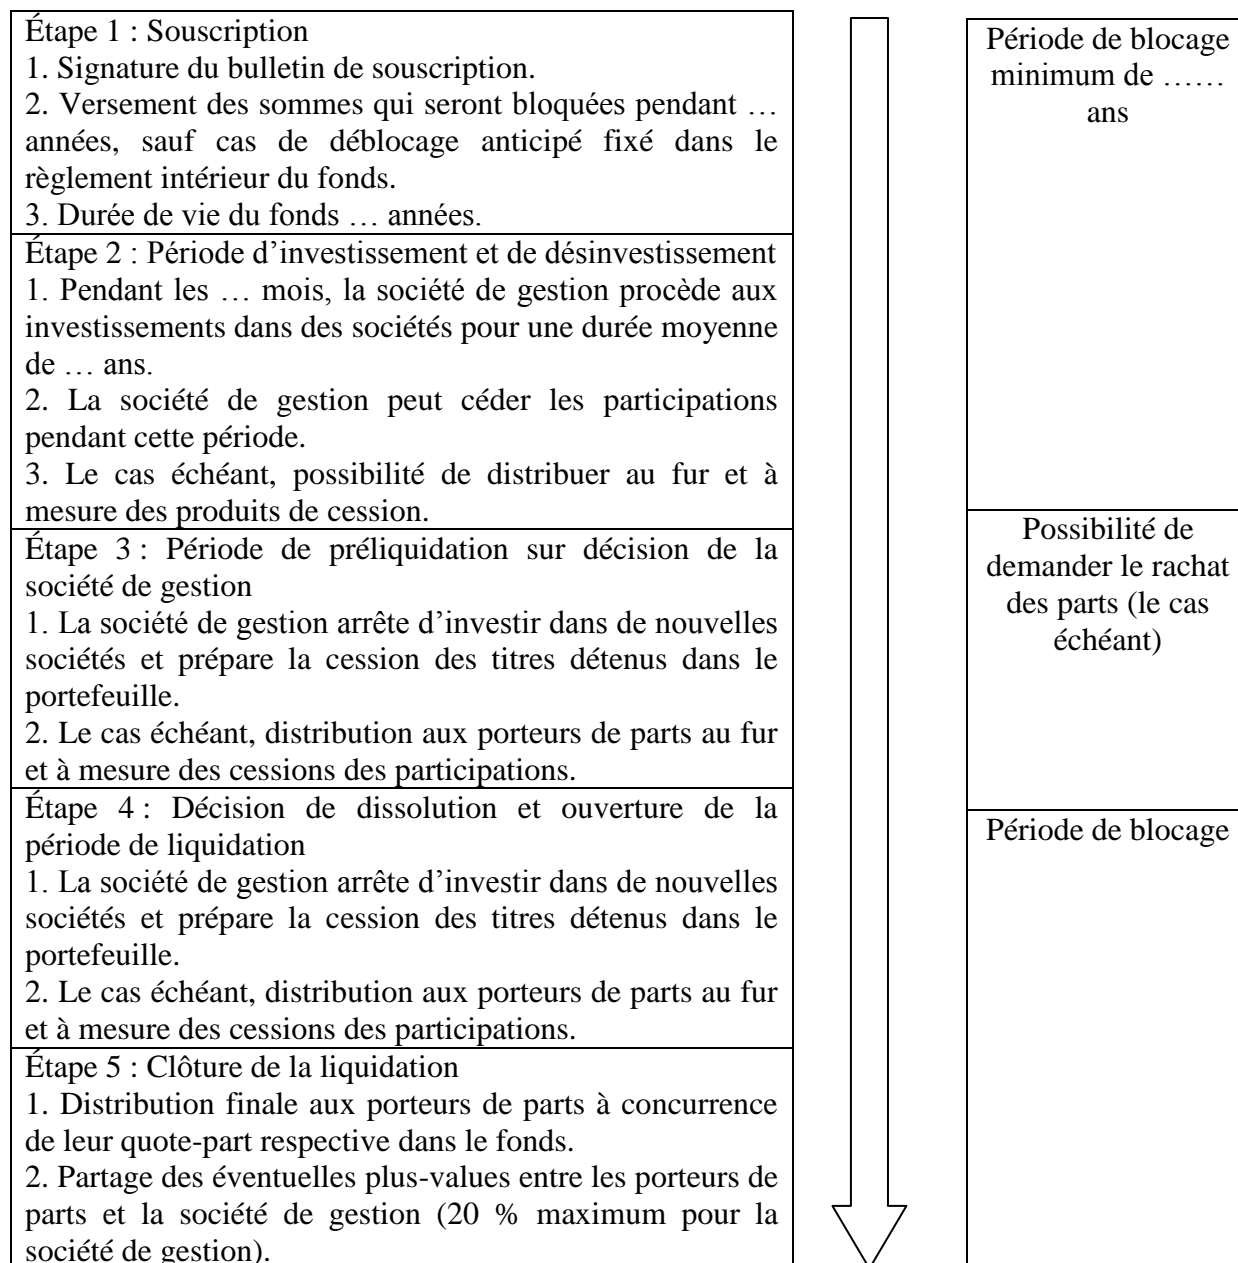 Étape 1 : Souscription
1. Signature du bulletin de souscription.
2. Versement des sommes qui seront bloquées pendant …
années, sauf cas de déblocage anticipé fixé dans le
règlement intérieur du fonds.
3. Durée de vie du fonds … années.
Étape 2 : Période d’investissement et de désinvestissement
1. Pendant les … mois, la société de gestion procède aux
investissements dans des sociétés pour une durée moyenne
de … ans.
2. La société de gestion peut céder les participations
pendant cette période.
3. Le cas échéant, possibilité de distribuer au fur et à
mesure des produits de cession.
Étape 3 : Période de préliquidation sur décision de la
société de gestion
1. La société de gestion arrête d’investir dans de nouvelles
sociétés et prépare la cession des titres détenus dans le
portefeuille.
2. Le cas échéant, distribution aux porteurs de parts au fur
et à mesure des cessions des participations.
Étape 4 : Décision de dissolution et ouverture de la
période de liquidation
1. La société de gestion arrête d’investir dans de nouvelles
sociétés et prépare la cession des titres détenus dans le
portefeuille.
2. Le cas échéant, distribution aux porteurs de parts au fur
et à mesure des cessions des participations.
Étape 5 : Clôture de la liquidation
1. Distribution finale aux porteurs de parts à concurrence
de leur quote-part respective dans le fonds.
2. Partage des éventuelles plus-values entre les porteurs de
parts et la société de gestion (20 % maximum pour la
société de gestion).
Période de blocage
minimum de ……
ans
Possibilité de
demander le rachat
des parts (le cas
échéant)
Période de blocage